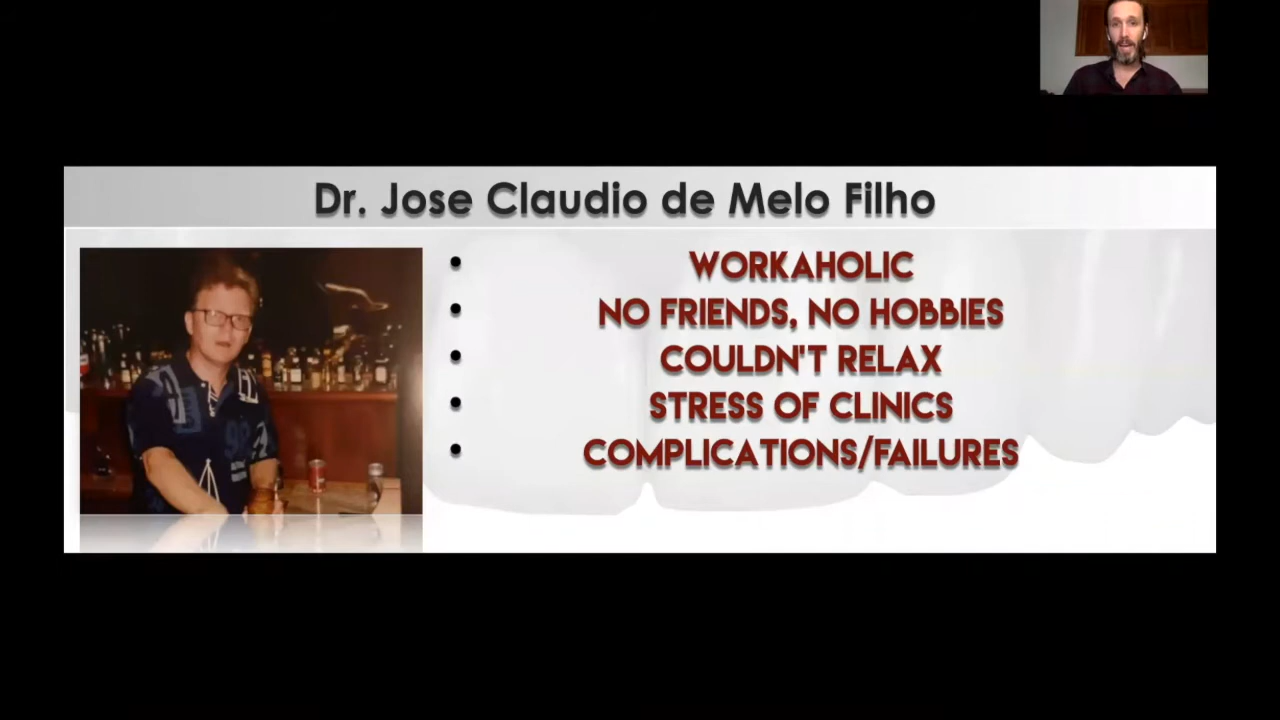 Dr. Jose Claudio de Melo Filho
• WORKAHOLIC
• NO FRIENDS, NO HOBBIES
• COULDN'T RELAX
• STRESS OF CLINICS
• COMPLICATIONS/FAILURES